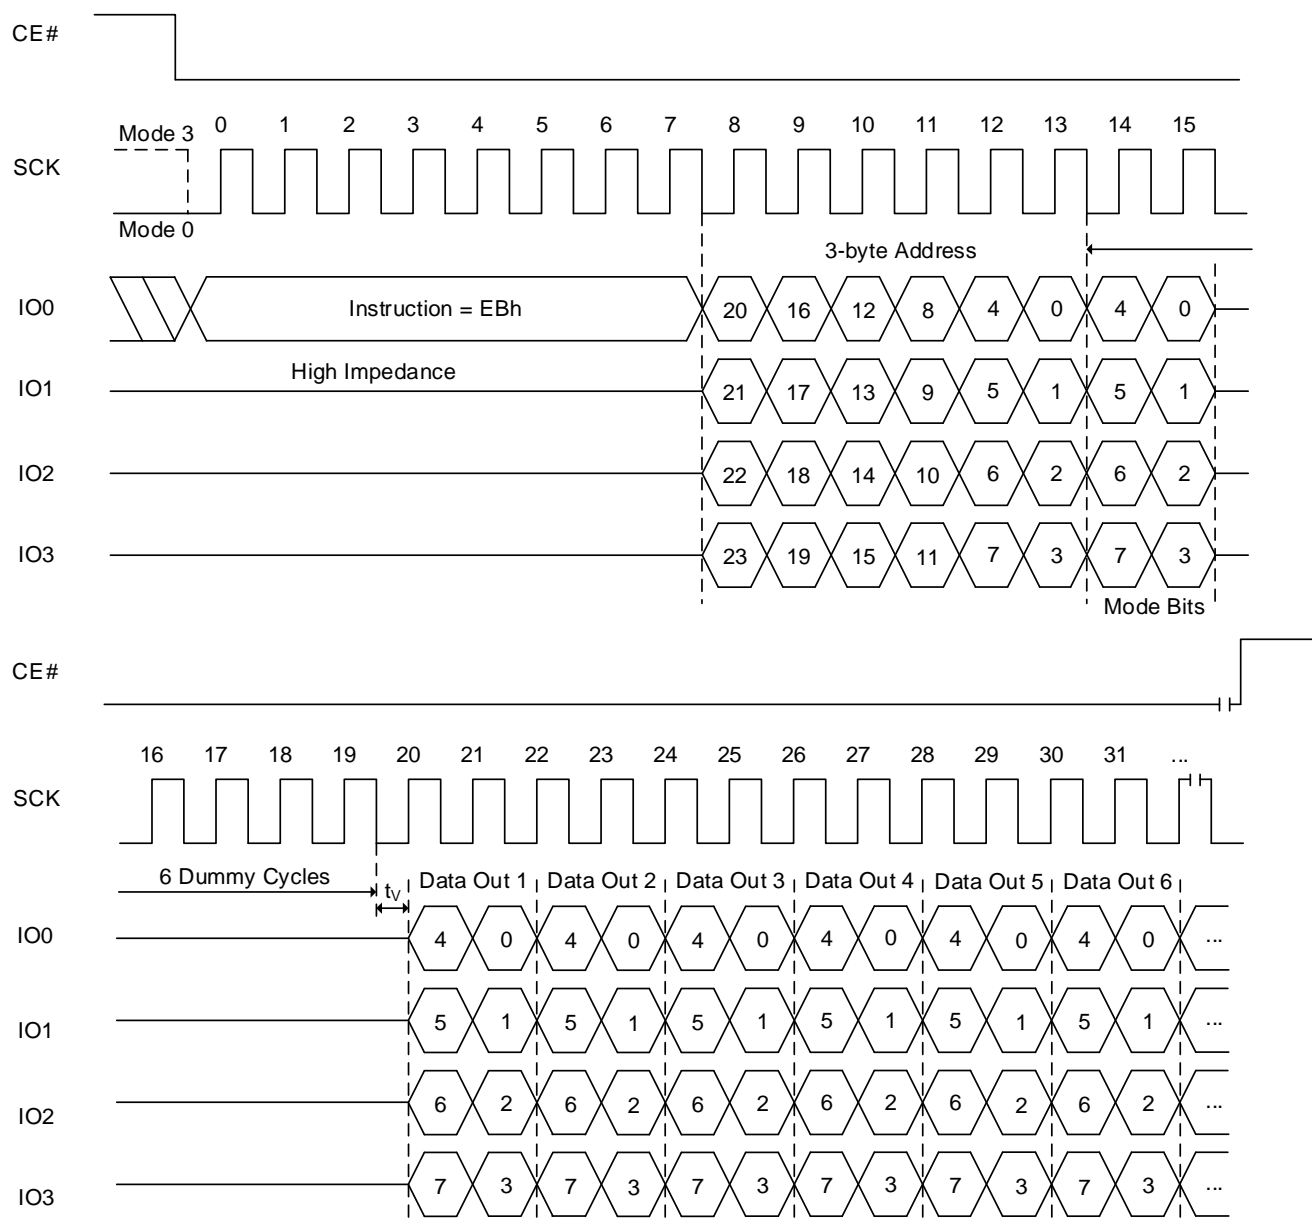 CE#
Mode 3 0 1 2 3 4 5 6 7 8 9 10 11 12 13 14 15
SCK
Mode 0
3-byte Address
IO0 Instruction = EBh 20 16 12 8 4 0 4 0
High Impedance
IO1 21 17 13 9 5 1 5 1
IO2 22 18 14 10 6 2 6 2
IO3 23 19 15 11 7 3 7 3
Mode Bits
CE#
16 17 18 19 20 21 22 23 24 25 26 27 28 29 30 31 ...
SCK
6 Dummy Cycles tV Data Out 1 Data Out 2 Data Out 3 Data Out 4 Data Out 5 Data Out 6
IO0 4 0 4 0 4 0 4 0 4 0 4 0 ...
IO1 5 1 5 1 5 1 5 1 5 1 5 1 ...
IO2 6 2 6 2 6 2 6 2 6 2 6 2 ...
IO3 7 3 7 3 7 3 7 3 7 3 7 3 ...